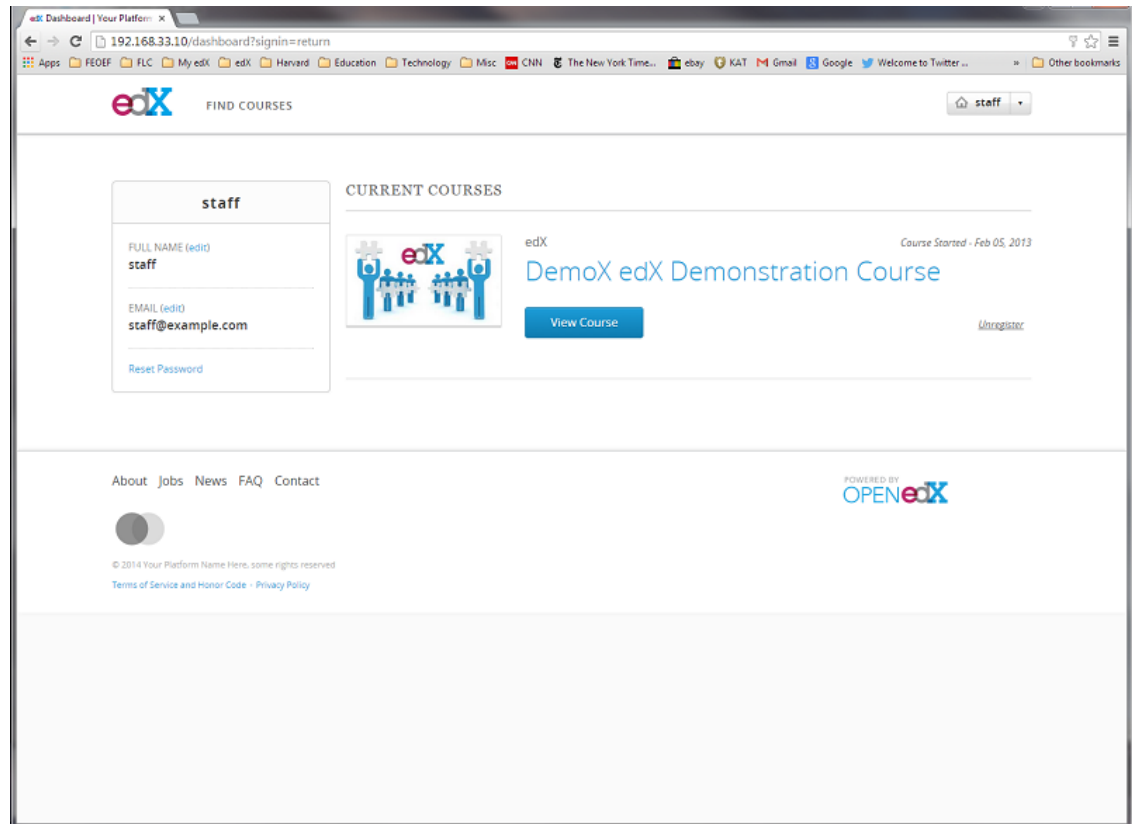 edX Dashboard | Your Platform
192.168.33.10/dashboard?signin=return
Apps FEOEF FLC My edX edX Harvard Education Technology Misc CNN The New York Time... ebay KAT Gmail Google Welcome to Twitter ... » Other bookmarks
edX FIND COURSES staff
staff
FULL NAME (edit)
staff
EMAIL (edit)
staff@example.com
Reset Password
CURRENT COURSES
edX
edX
Course Started - Feb 05, 2013
DemoX edX Demonstration Course
View Course
Unregister
About Jobs News FAQ Contact
POWERED BY
OPEN edX
© 2014 Your Platform Name Here, some rights reserved
Terms of Service and Honor Code - Privacy Policy